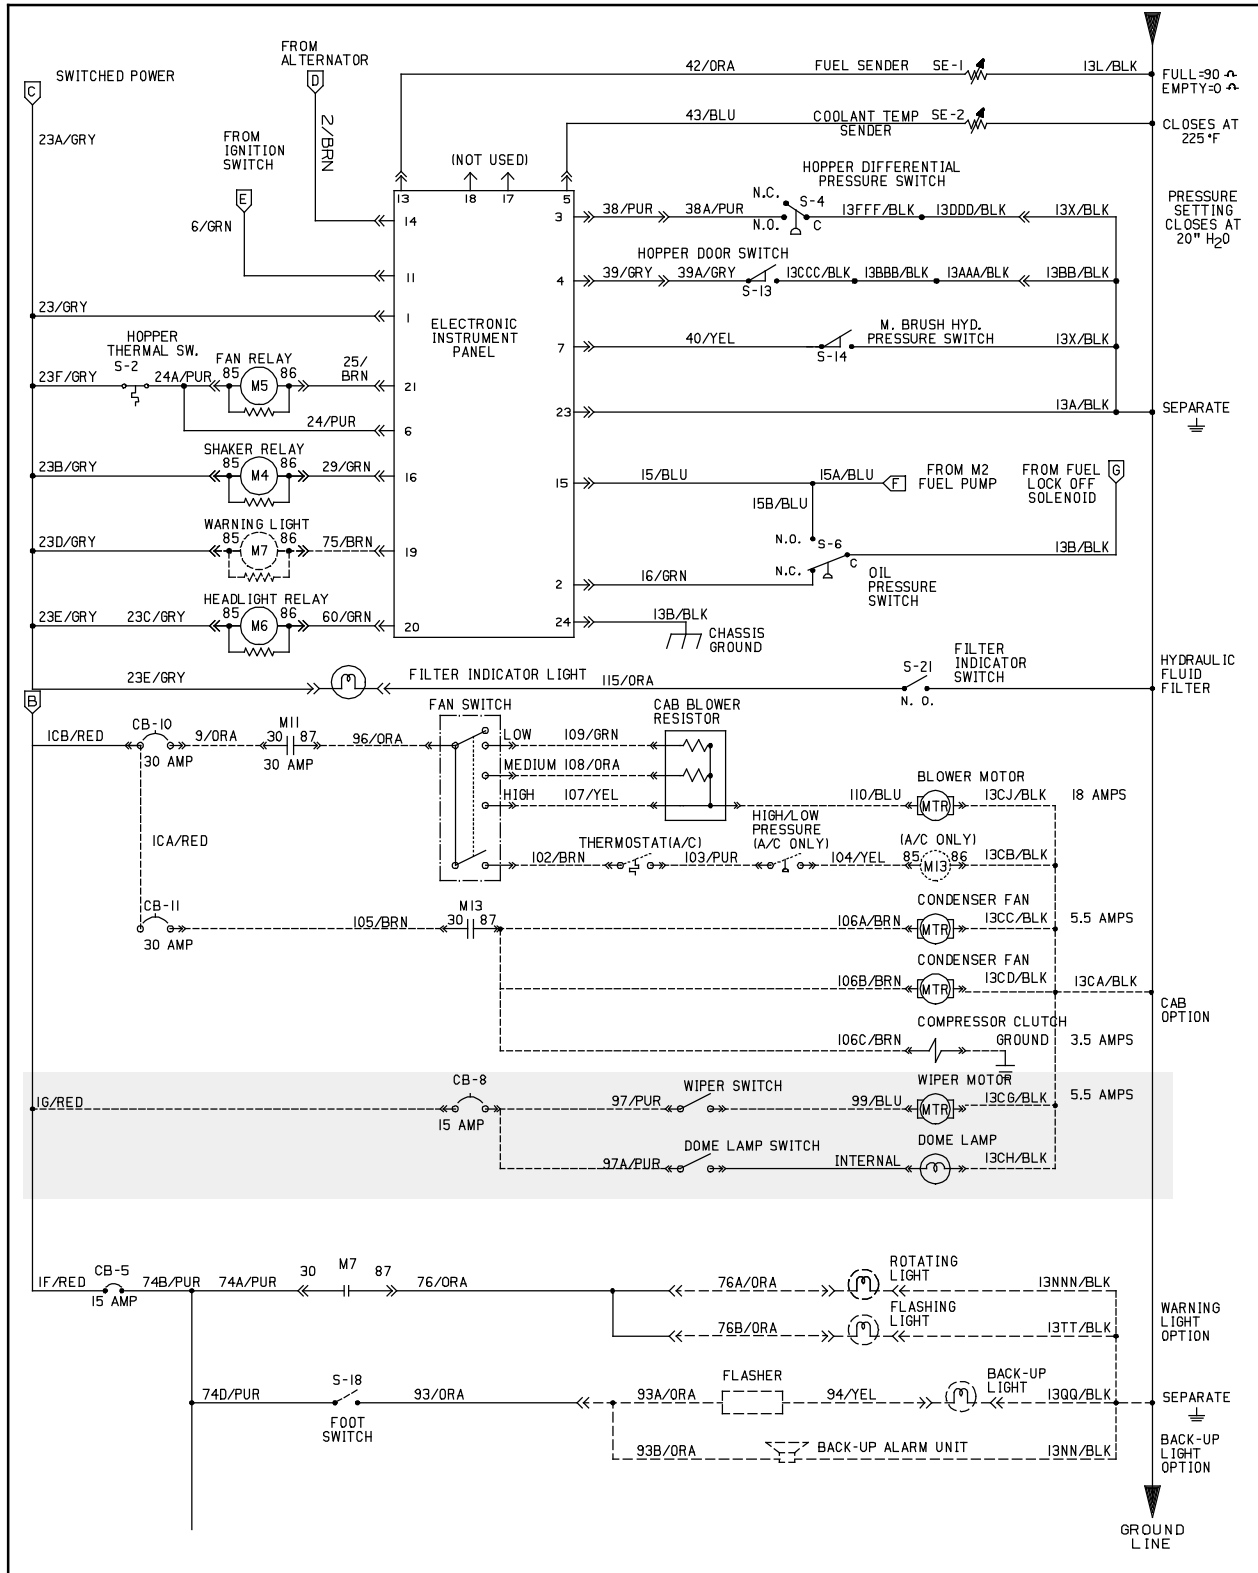 FROM
ALTERNATOR
D
SWITCHED POWER
C
42/ORA
FUEL SENDER
SE-1
13L/BLK
FULL=90 Ω
EMPTY=0 Ω
23A/GRY
2/BRN
43/BLU
COOLANT TEMP
SENDER
SE-2
CLOSES AT
225 °F
FROM
IGNITION
SWITCH
E
(NOT USED)
13
18
17
5
HOPPER DIFFERENTIAL
PRESSURE SWITCH
N.C.
S-4
N.O.
C
6/GRN
14
3
38/PUR
38A/PUR
13FFF/BLK
13DDD/BLK
13X/BLK
PRESSURE
SETTING
CLOSES AT
20" H2O
HOPPER DOOR SWITCH
11
4
39/GRY
39A/GRY
S-13
13CCC/BLK
13BBB/BLK
13AAA/BLK
13BB/BLK
23/GRY
1
ELECTRONIC
INSTRUMENT
PANEL
7
40/YEL
S-14
M. BRUSH HYD.
PRESSURE SWITCH
13X/BLK
HOPPER
THERMAL SW.
S-2
FAN RELAY
25/
BRN
23F/GRY
24A/PUR
85
M5
86
21
23
13A/BLK
SEPARATE
24/PUR
6
SHAKER RELAY
23B/GRY
85
M4
86
29/GRN
16
15
15/BLU
15A/BLU
F
FROM M2
FUEL PUMP
FROM FUEL
LOCK OFF
SOLENOID
G
15B/BLU
WARNING LIGHT
23D/GRY
85
M7
86
75/BRN
19
N.O.
S-6
N.C.
C
13B/BLK
2
16/GRN
OIL
PRESSURE
SWITCH
HEADLIGHT RELAY
23E/GRY
23C/GRY
85
M6
86
60/GRN
20
24
13B/BLK
CHASSIS
GROUND
23E/GRY
FILTER INDICATOR LIGHT
115/ORA
S-21
N. O.
FILTER
INDICATOR
SWITCH
HYDRAULIC
FLUID
FILTER
B
FAN SWITCH
CAB BLOWER
RESISTOR
1CB/RED
CB-10
30 AMP
9/ORA
M11
30 87
30 AMP
96/ORA
LOW
109/GRN
MEDIUM
108/ORA
HIGH
107/YEL
110/BLU
BLOWER MOTOR
MTR
13CJ/BLK
18 AMPS
1CA/RED
102/BRN
THERMOSTAT(A/C)
103/PUR
HIGH/LOW
PRESSURE
(A/C ONLY)
104/YEL
(A/C ONLY)
85
M13
86
13CB/BLK
CB-11
30 AMP
105/BRN
M13
30 87
106A/BRN
CONDENSER FAN
MTR
13CC/BLK
5.5 AMPS
106B/BRN
CONDENSER FAN
MTR
13CD/BLK
13CA/BLK
CAB
OPTION
106C/BRN
COMPRESSOR CLUTCH
GROUND
3.5 AMPS
1G/RED
CB-8
15 AMP
97/PUR
WIPER SWITCH
99/BLU
WIPER MOTOR
MTR
13CG/BLK
5.5 AMPS
97A/PUR
DOME LAMP SWITCH
INTERNAL
DOME LAMP
13CH/BLK
1F/RED
CB-5
15 AMP
74B/PUR
74A/PUR
30
M7
87
76/ORA
76A/ORA
ROTATING
LIGHT
13NNN/BLK
76B/ORA
FLASHING
LIGHT
13TT/BLK
WARNING
LIGHT
OPTION
74D/PUR
S-18
FOOT
SWITCH
93/ORA
93A/ORA
FLASHER
94/YEL
BACK-UP
LIGHT
13QQ/BLK
SEPARATE
93B/ORA
BACK-UP ALARM UNIT
13NN/BLK
BACK-UP
LIGHT
OPTION
GROUND
LINE